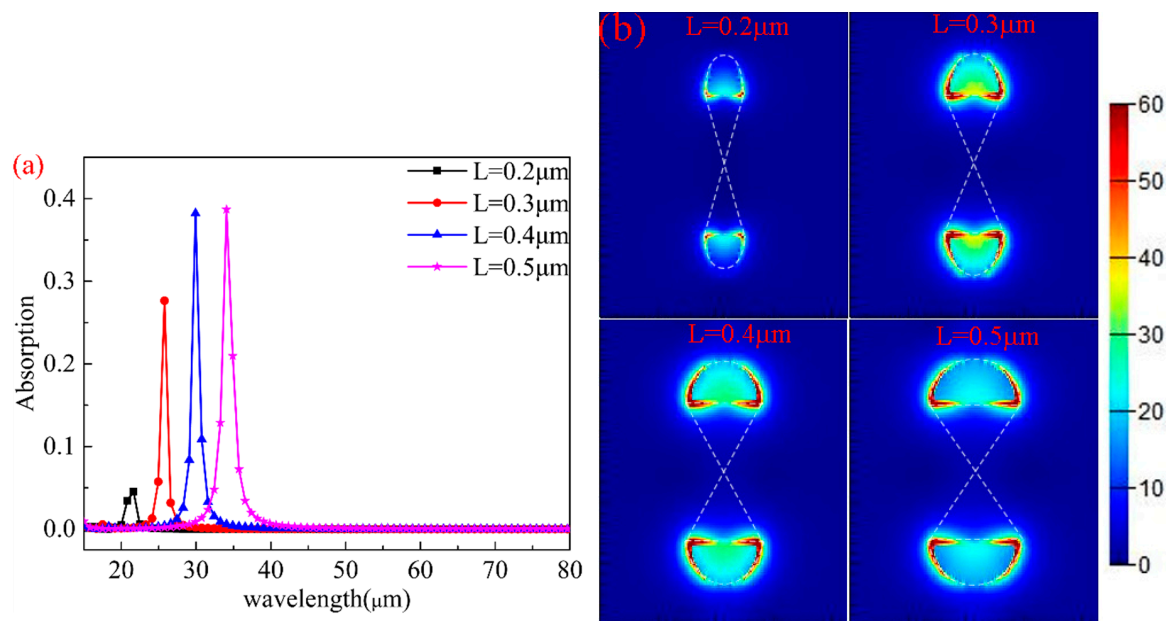 (a)
L=0.2μm
L=0.3μm
L=0.4μm
L=0.5μm
Absorption
0.4
0.3
0.2
0.1
0.0
20 30 40 50 60 70 80
wavelength(μm)
(b)
L=0.2μm
L=0.3μm
L=0.4μm
L=0.5μm
60
50
40
30
20
10
0